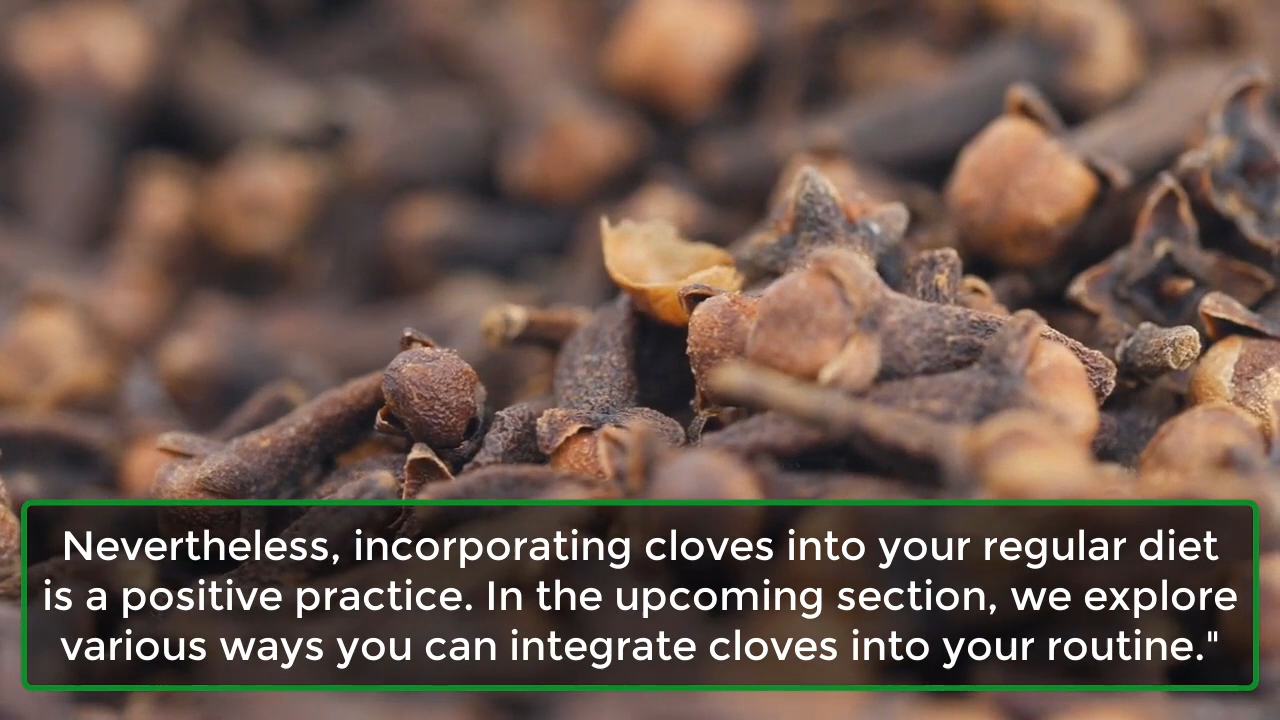 Nevertheless, incorporating cloves into your regular diet
is a positive practice. In the upcoming section, we explore
various ways you can integrate cloves into your routine."